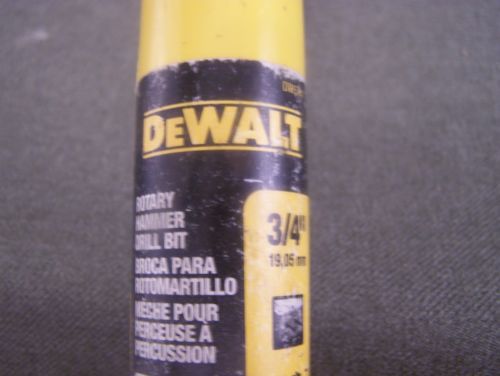 DEWALT
ROTARY
HAMMER
DRILL BIT
BROCA PARA
ROTOMARTILLO
MÈCHE POUR
PERCEUSE À
PERCUSSION
3/4"
19,05 mm